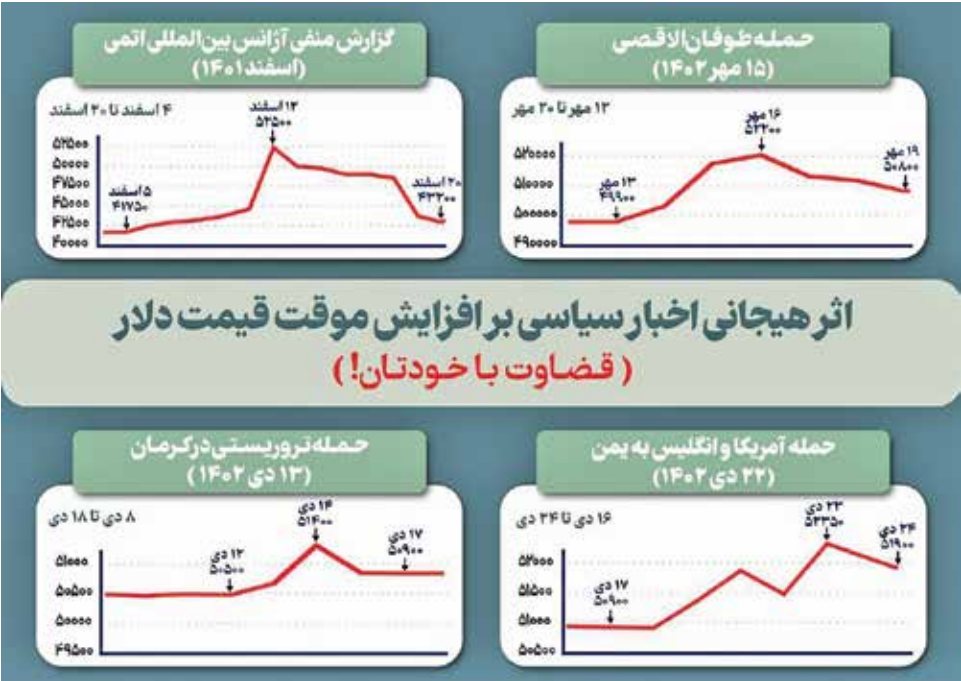 حمله طوفان الاقصی
(۱۵ مهر ۱۴۰۲)
۱۲ مهر تا ۲۰ مهر
۱۶ مهر
۵۲۲۰۰
۱۹ مهر
۵۰۸۰۰
۱۳ مهر
۴۹۹۰۰
۵۲۰۰۰۰
۵۱۰۰۰۰
۵۰۰۰۰۰
۴۹۰۰۰۰
گزارش منفی آژانس بین‌المللی اتمی
(اسفند ۱۴۰۱)
۴ اسفند تا ۲۰ اسفند
۱۲ اسفند
۵۲۵۰۰
۵ اسفند
۴۱۷۵۰
۲۰ اسفند
۴۳۲۰۰
۵۲۵۰۰
۵۰۰۰۰
۴۷۵۰۰
۴۵۰۰۰
۴۲۵۰۰
۴۰۰۰۰
اثر هیجانی اخبار سیاسی بر افزایش موقت قیمت دلار
( قضاوت با خودتان! )
حمله آمریکا و انگلیس به یمن
(۲۲ دی ۱۴۰۲)
۱۶ دی تا ۲۴ دی
۲۳ دی
۵۲۳۵۰
۲۴ دی
۵۱۹۰۰
۱۷ دی
۵۰۹۰۰
۵۲۰۰۰
۵۱۵۰۰
۵۱۰۰۰
۵۰۵۰۰
حمله تروریستی در کرمان
(۱۳ دی ۱۴۰۲)
۸ دی تا ۱۸ دی
۱۴ دی
۵۱۴۰۰
۱۲ دی
۵۰۵۰۰
۱۷ دی
۵۰۹۰۰
۵۱۰۰۰
۵۰۵۰۰
۵۰۰۰۰
۴۹۵۰۰